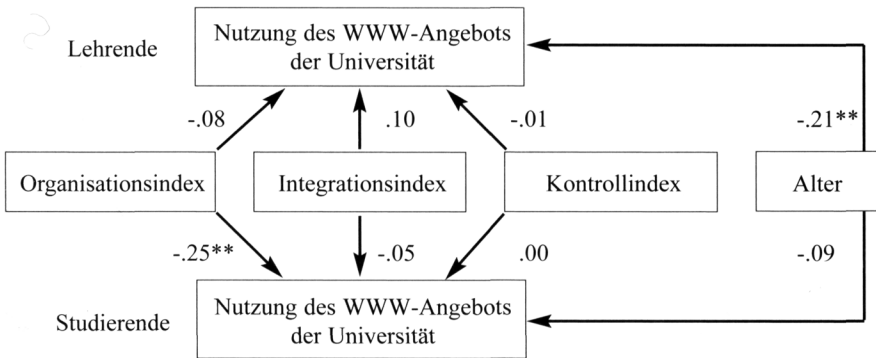 Lehrende
Nutzung des WWW-Angebots
der Universität
-.08
.10
-.01
-.21**
Organisationsindex
Integrationsindex
Kontrollindex
Alter
-.25**
-.05
.00
-.09
Studierende
Nutzung des WWW-Angebots
der Universität